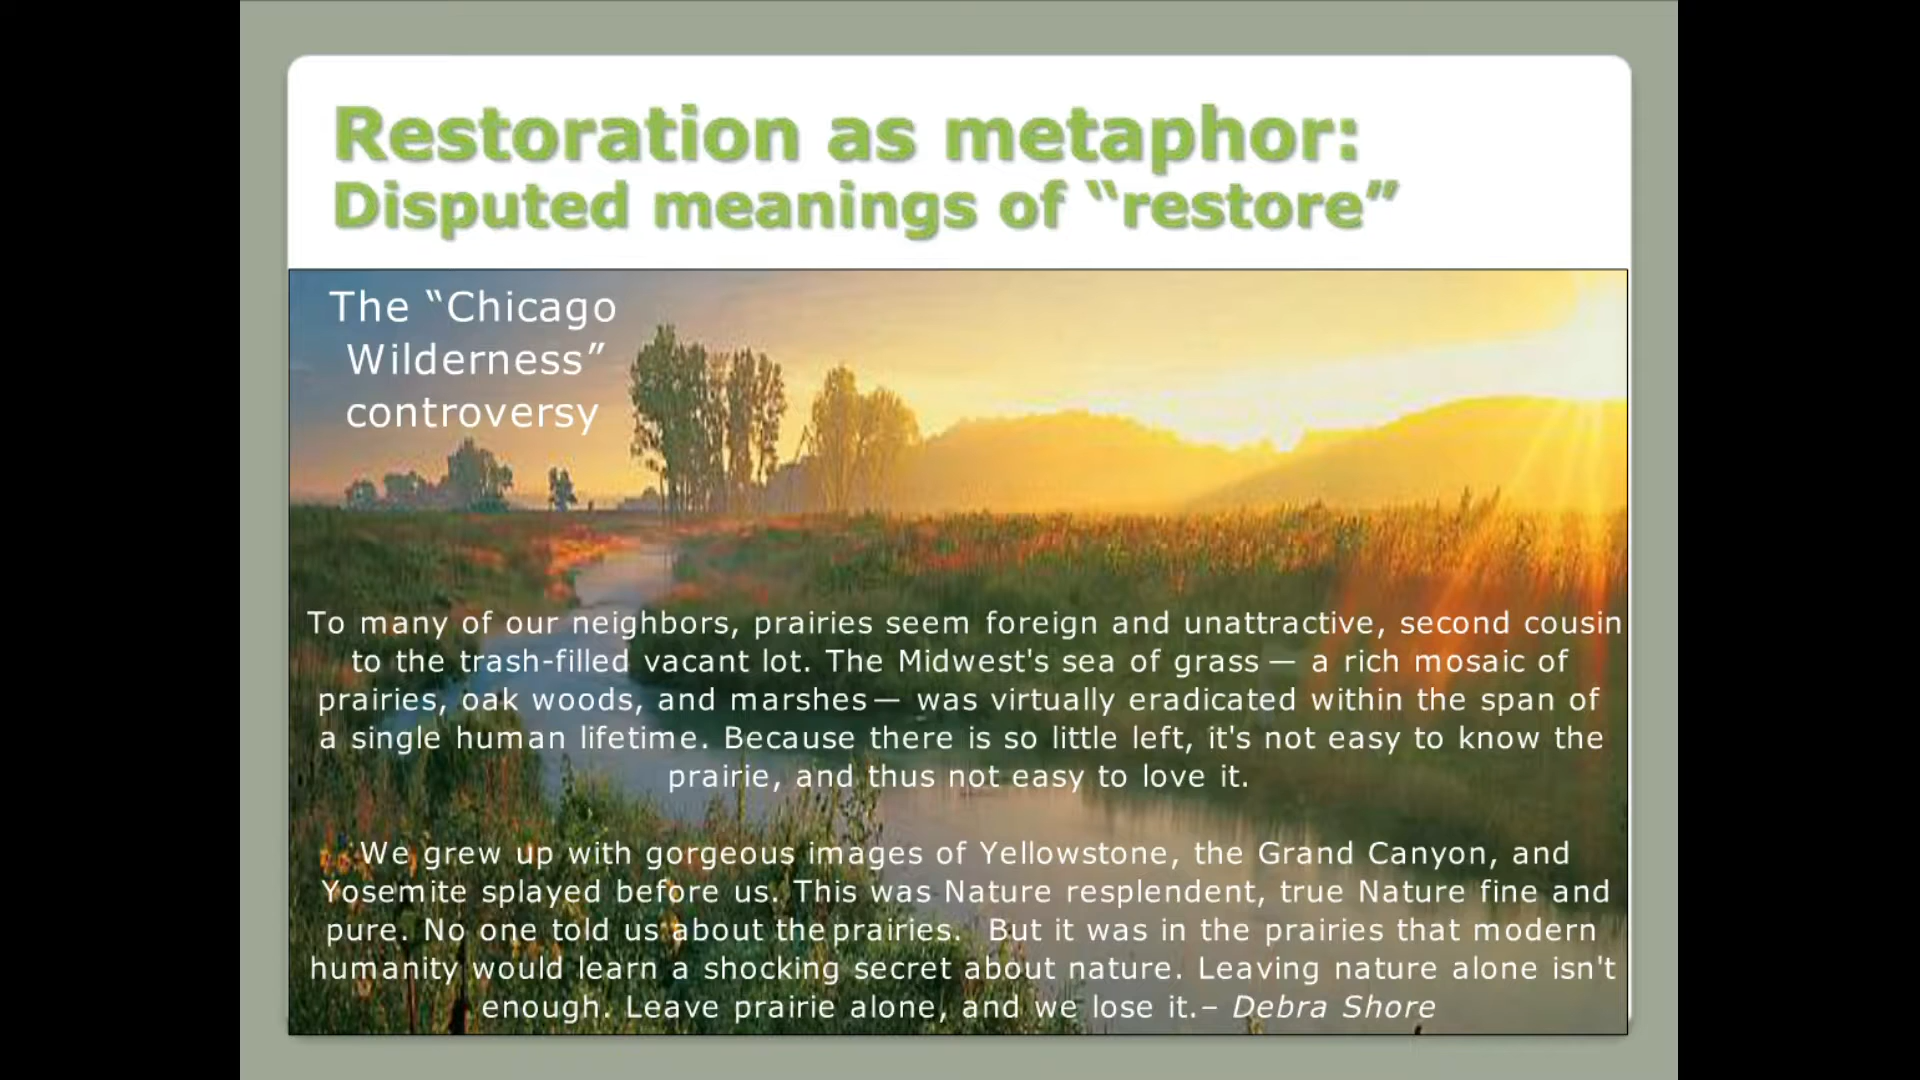 Restoration as metaphor:
Disputed meanings of “restore”
The “Chicago
Wilderness”
controversy
To many of our neighbors, prairies seem foreign and unattractive, second cousin
to the trash-filled vacant lot. The Midwest's sea of grass — a rich mosaic of
prairies, oak woods, and marshes — was virtually eradicated within the span of
a single human lifetime. Because there is so little left, it's not easy to know the
prairie, and thus not easy to love it.
We grew up with gorgeous images of Yellowstone, the Grand Canyon, and
Yosemite splayed before us. This was Nature resplendent, true Nature fine and
pure. No one told us about the prairies.  But it was in the prairies that modern
humanity would learn a shocking secret about nature. Leaving nature alone isn't
enough. Leave prairie alone, and we lose it.– Debra Shore